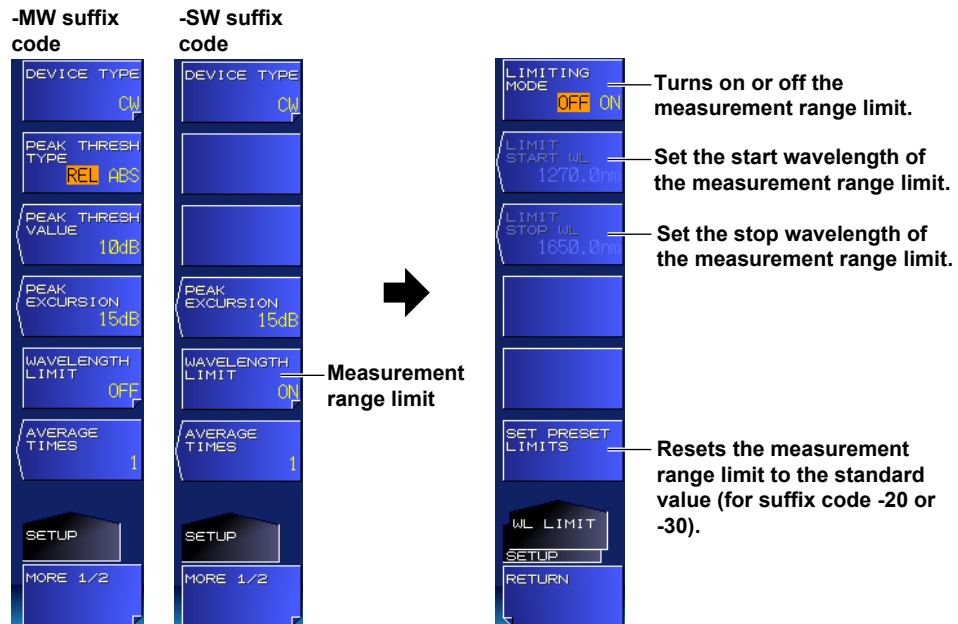 -MW suffix
code
DEVICE TYPE
CW
PEAK THRESH
TYPE
REL ABS
PEAK THRESH
VALUE
10dB
PEAK
EXCURSION
15dB
WAVELENGTH
LIMIT
OFF
AVERAGE
TIMES
1
SETUP
MORE 1/2
-SW suffix
code
DEVICE TYPE
CW
PEAK
EXCURSION
15dB
WAVELENGTH
LIMIT
ON
AVERAGE
TIMES
1
SETUP
MORE 1/2
Measurement
range limit
LIMITING
MODE
OFF ON
LIMIT
START WL
1270.0nm
LIMIT
STOP WL
1650.0nm
SET PRESET
LIMITS
WL LIMIT
SETUP
RETURN
Turns on or off the
measurement range limit.
Set the start wavelength of
the measurement range limit.
Set the stop wavelength of
the measurement range limit.
Resets the measurement
range limit to the standard
value (for suffix code -20 or
-30).